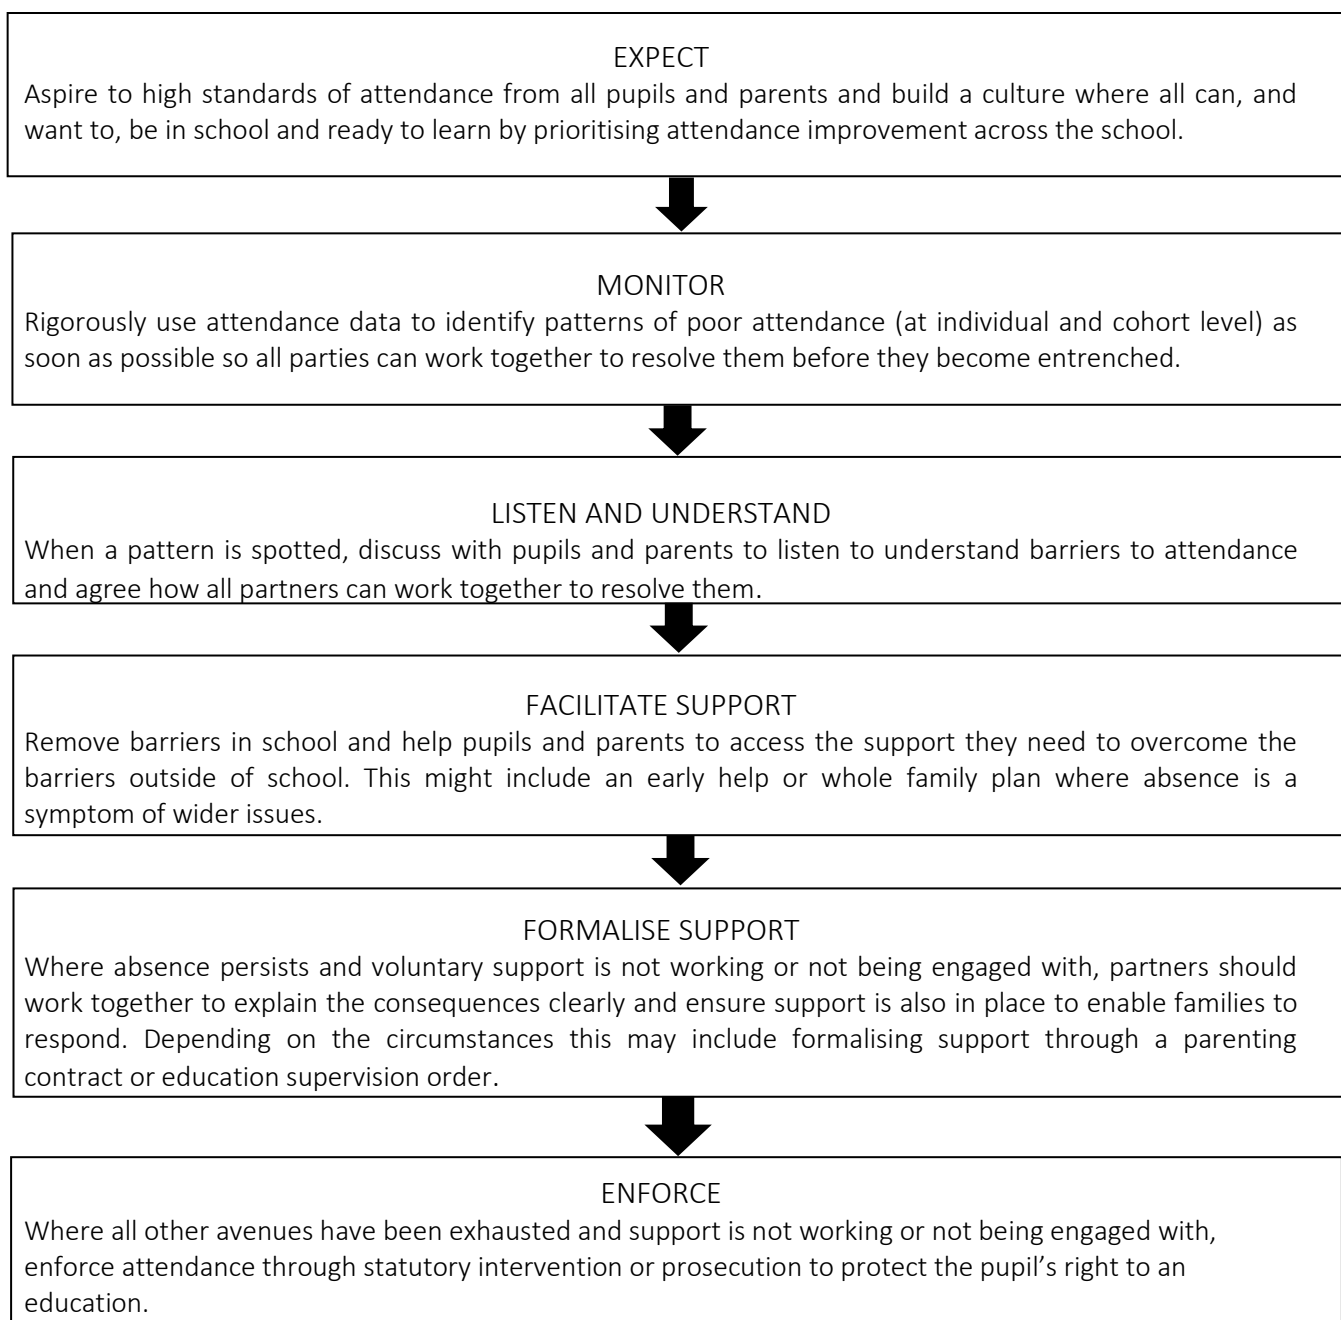 EXPECT
Aspire to high standards of attendance from all pupils and parents and build a culture where all can, and
want to, be in school and ready to learn by prioritising attendance improvement across the school.
MONITOR
Rigorously use attendance data to identify patterns of poor attendance (at individual and cohort level) as
soon as possible so all parties can work together to resolve them before they become entrenched.
LISTEN AND UNDERSTAND
When a pattern is spotted, discuss with pupils and parents to listen to understand barriers to attendance
and agree how all partners can work together to resolve them.
FACILITATE SUPPORT
Remove barriers in school and help pupils and parents to access the support they need to overcome the
barriers outside of school. This might include an early help or whole family plan where absence is a
symptom of wider issues.
FORMALISE SUPPORT
Where absence persists and voluntary support is not working or not being engaged with, partners should
work together to explain the consequences clearly and ensure support is also in place to enable families to
respond. Depending on the circumstances this may include formalising support through a parenting
contract or education supervision order.
ENFORCE
Where all other avenues have been exhausted and support is not working or not being engaged with,
enforce attendance through statutory intervention or prosecution to protect the pupil’s right to an
education.